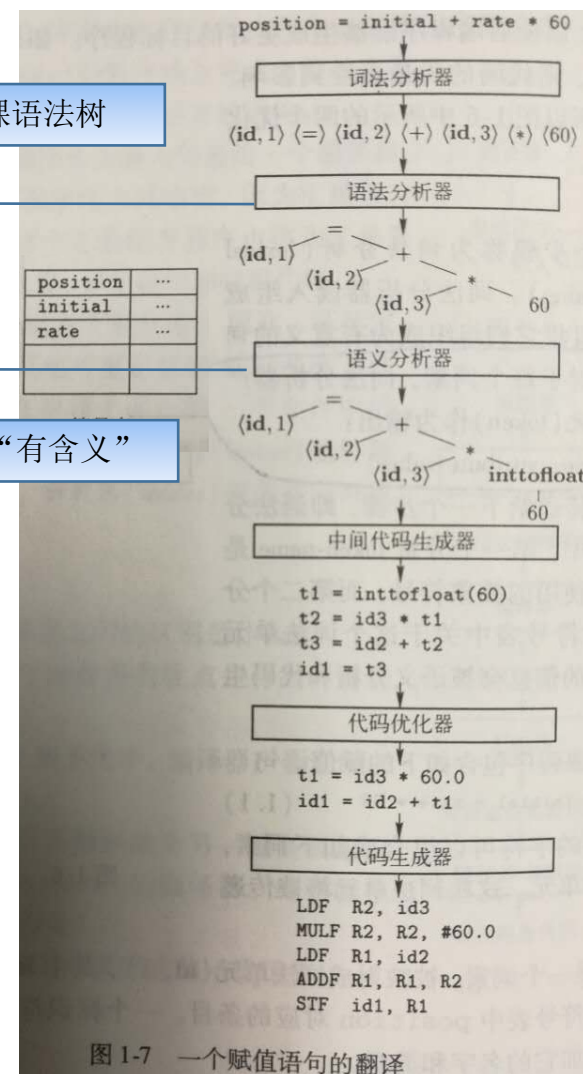 position = initial + rate * 60
词法分析器
课语法树
⟨id, 1⟩ ⟨=⟩ ⟨id, 2⟩ ⟨+⟩ ⟨id, 3⟩ ⟨*⟩ ⟨60⟩
语法分析器
=
⟨id, 1⟩ +
⟨id, 2⟩ *
⟨id, 3⟩ 60
position ...
initial ...
rate ...
语义分析器
=
⟨id, 1⟩ +
“有含义”
⟨id, 2⟩ *
⟨id, 3⟩ inttofloat
60
中间代码生成器
t1 = inttofloat(60)
t2 = id3 * t1
t3 = id2 + t2
id1 = t3
代码优化器
t1 = id3 * 60.0
id1 = id2 + t1
代码生成器
LDF R2, id3
MULF R2, R2, #60.0
LDF R1, id2
ADDF R1, R1, R2
STF id1, R1
图 1-7 一个赋值语句的翻译